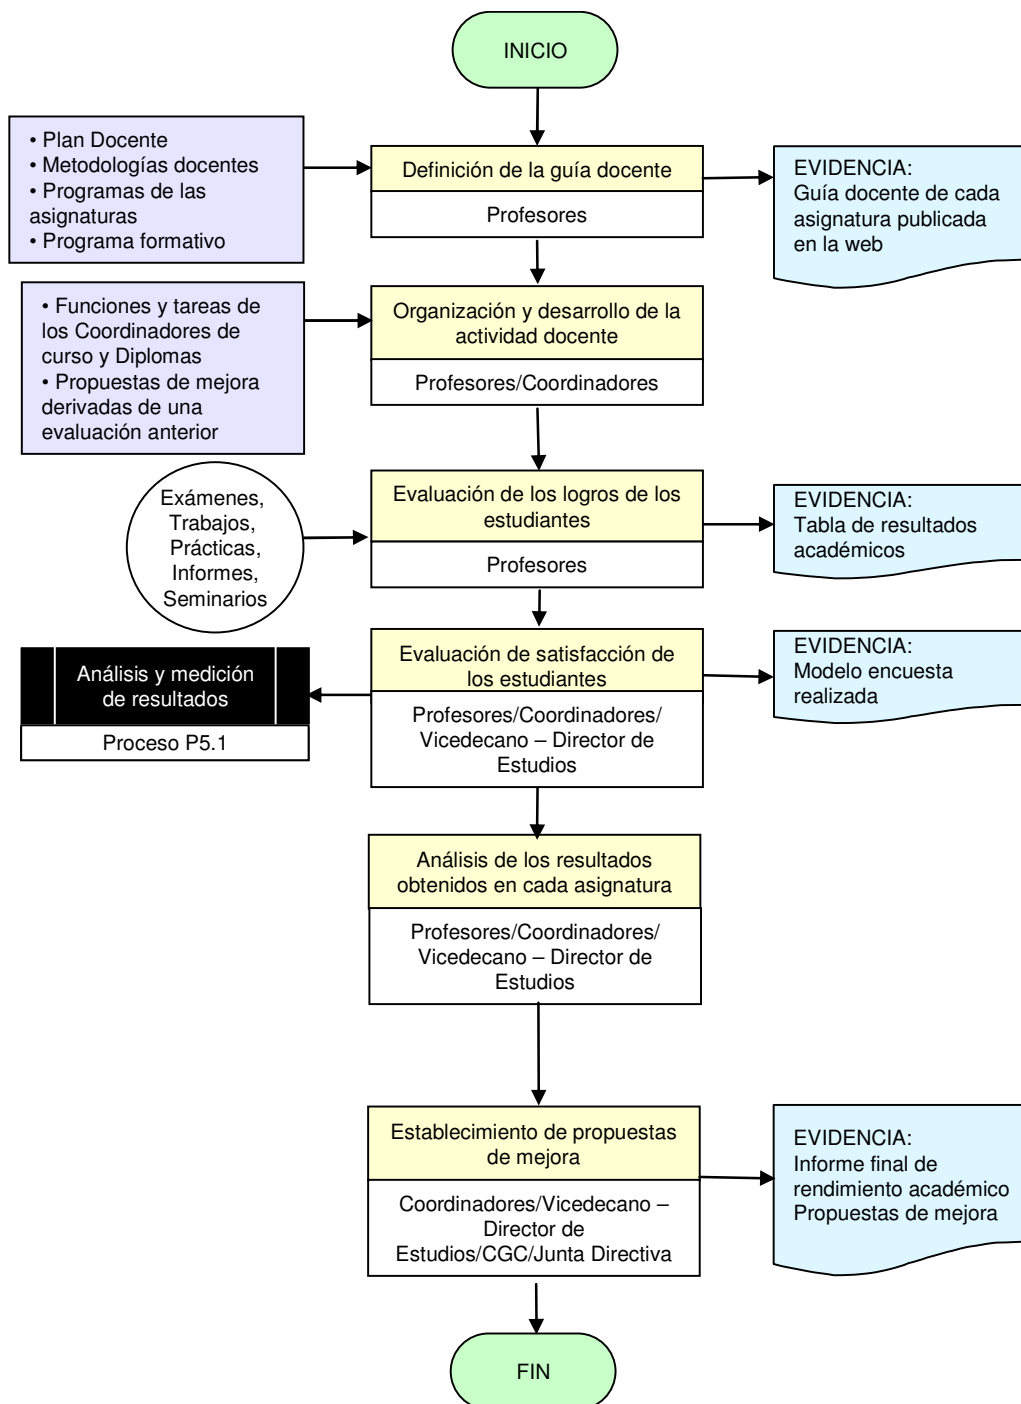 INICIO
• Plan Docente
• Metodologías docentes
• Programas de las
asignaturas
• Programa formativo
Definición de la guía docente
Profesores
EVIDENCIA:
Guía docente de cada
asignatura publicada
en la web
• Funciones y tareas de
los Coordinadores de
curso y Diplomas
• Propuestas de mejora
derivadas de una
evaluación anterior
Organización y desarrollo de la
actividad docente
Profesores/Coordinadores
Exámenes,
Trabajos,
Prácticas,
Informes,
Seminarios
Evaluación de los logros de los
estudiantes
Profesores
EVIDENCIA:
Tabla de resultados
académicos
Análisis y medición
de resultados
Proceso P5.1
Evaluación de satisfacción de
los estudiantes
Profesores/Coordinadores/
Vicedecano – Director de
Estudios
EVIDENCIA:
Modelo encuesta
realizada
Análisis de los resultados
obtenidos en cada asignatura
Profesores/Coordinadores/
Vicedecano – Director de
Estudios
Establecimiento de propuestas
de mejora
Coordinadores/Vicedecano –
Director de
Estudios/CGC/Junta Directiva
EVIDENCIA:
Informe final de
rendimiento académico
Propuestas de mejora
FIN